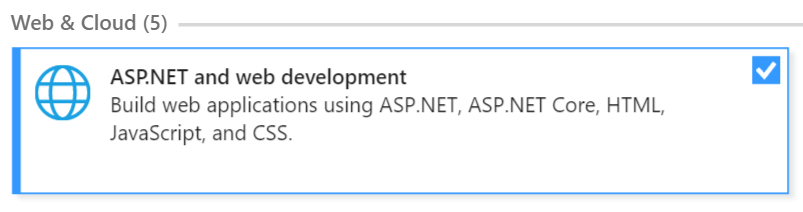 Web & Cloud (5)
ASP.NET and web development
Build web applications using ASP.NET, ASP.NET Core, HTML,
JavaScript, and CSS.